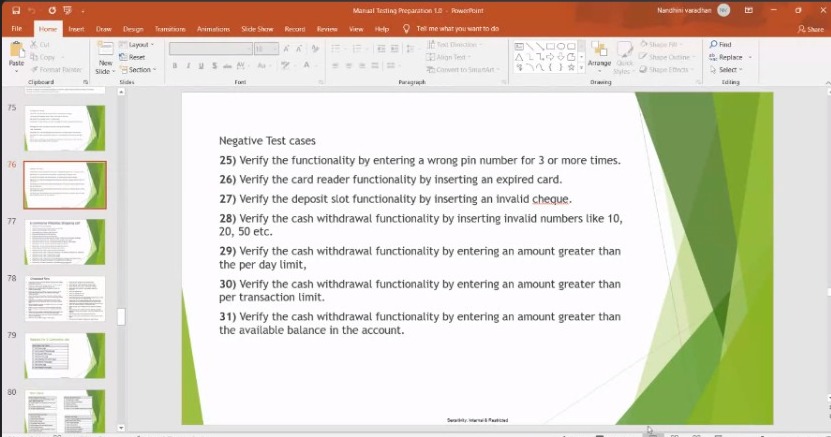 Manual Testing Preparation 1.0 - PowerPoint
Nandhini varadhan
NV
File Home Insert Draw Design Transitions Animations Slide Show Record Review View Help Tell me what you want to do
Share
Paste
Cut
Copy
Format Painter
Clipboard
New Slide
Layout
Reset
Section
Slides
Font
Paragraph
Text Direction
Align Text
Convert to SmartArt
Arrange
Quick Styles
Shape Fill
Shape Outline
Shape Effects
Drawing
Find
Replace
Select
Editing
75
76
77
78
79
80
Negative Test cases
25) Verify the functionality by entering a wrong pin number for 3 or more times.
26) Verify the card reader functionality by inserting an expired card.
27) Verify the deposit slot functionality by inserting an invalid cheque.
28) Verify the cash withdrawal functionality by inserting invalid numbers like 10,
20, 50 etc.
29) Verify the cash withdrawal functionality by entering an amount greater than
the per day limit,
30) Verify the cash withdrawal functionality by entering an amount greater than
per transaction limit.
31) Verify the cash withdrawal functionality by entering an amount greater than
the available balance in the account.
Sensitivity: Internal & Restricted